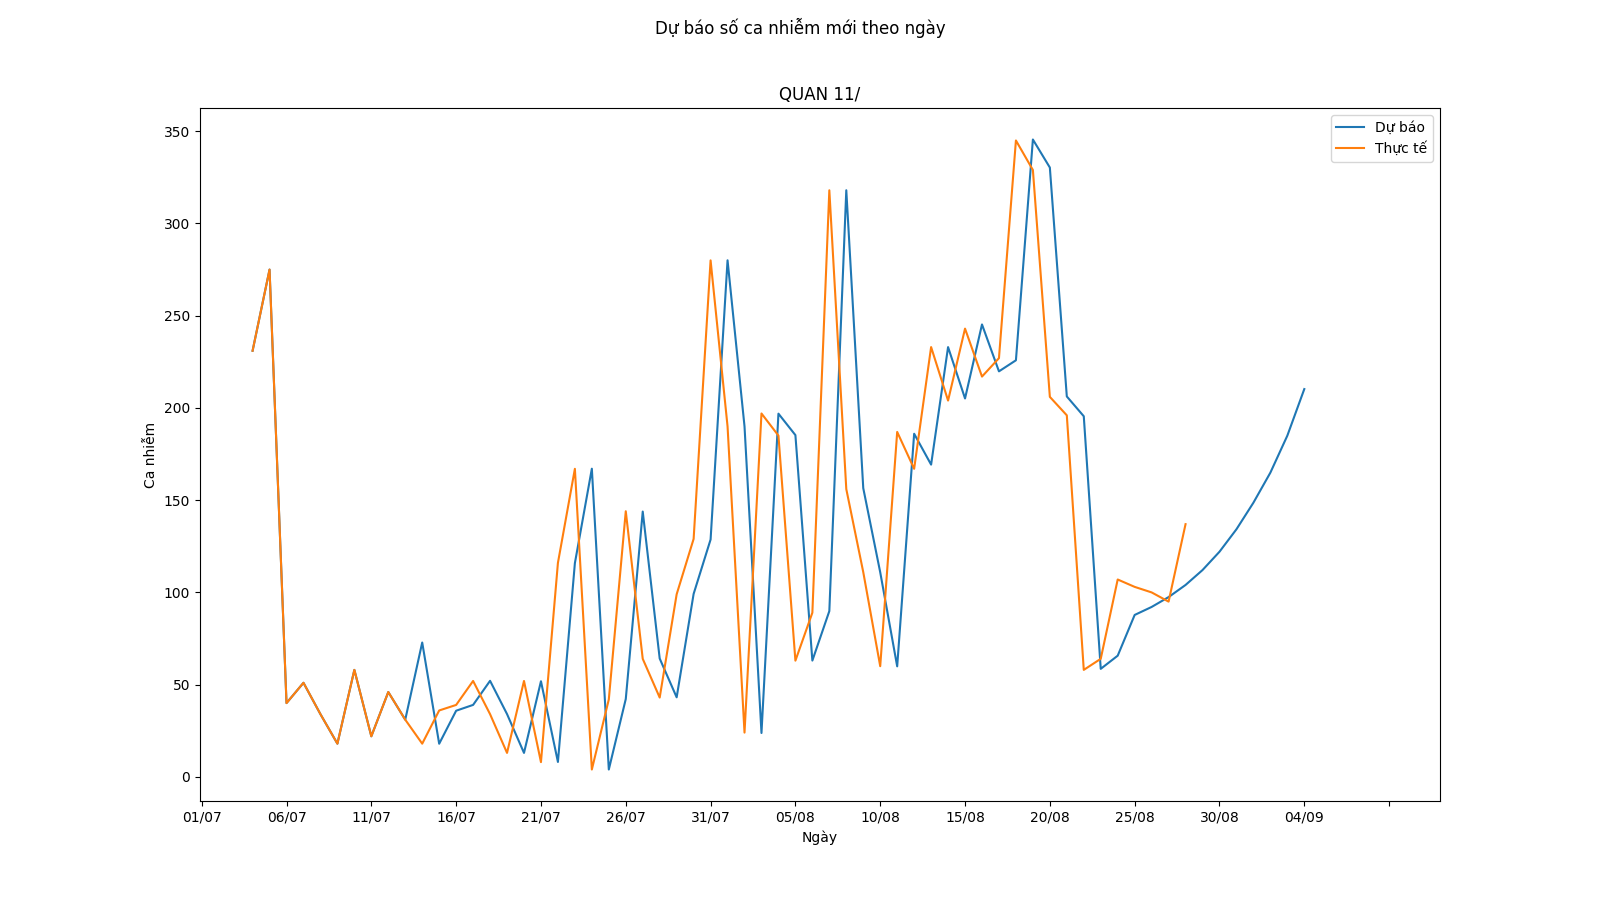 Dự báo số ca nhiễm mới theo ngày
QUAN 11/
Dự báo
Thực tế
350
300
250
200
150
100
50
0
Ca nhiễm
01/07 06/07 11/07 16/07 21/07 26/07 31/07 05/08 10/08 15/08 20/08 25/08 30/08 04/09
Ngày